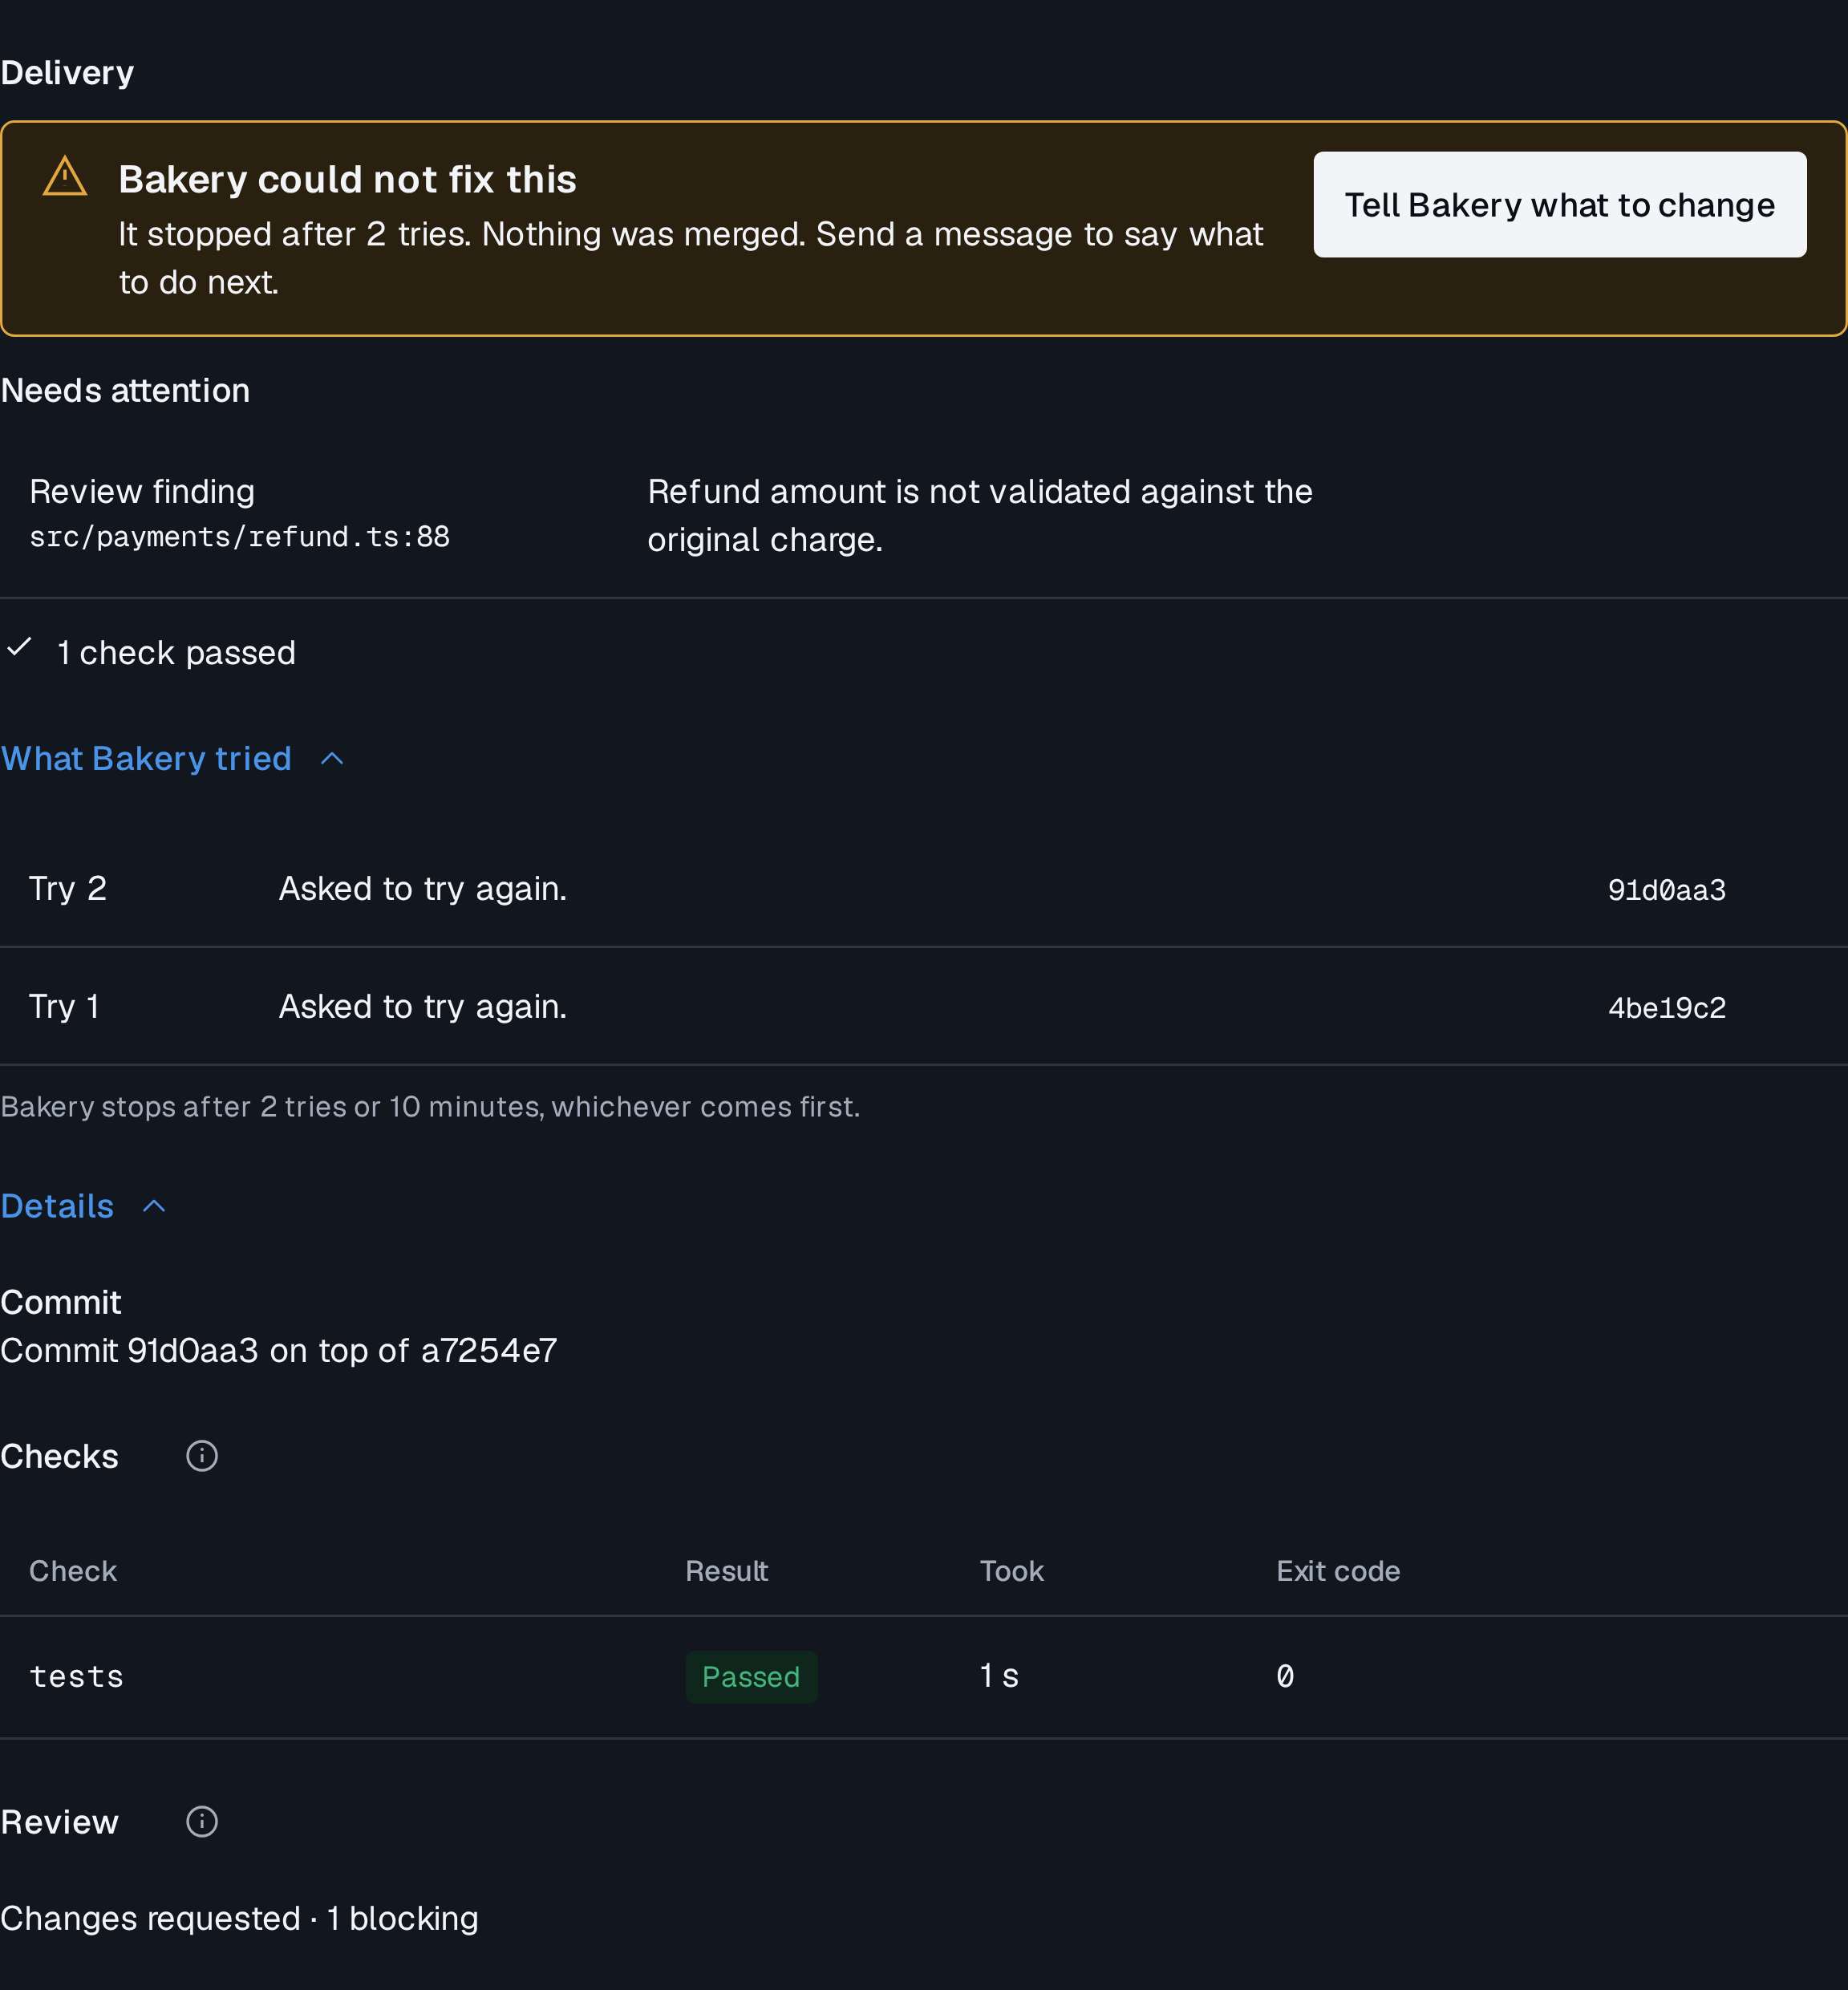 Delivery
Bakery could not fix this
It stopped after 2 tries. Nothing was merged. Send a message to say what
to do next.
Tell Bakery what to change
Needs attention
Review finding
src/payments/refund.ts:88
Refund amount is not validated against the
original charge.
1 check passed
What Bakery tried
Try 2 Asked to try again. 91d0aa3
Try 1 Asked to try again. 4be19c2
Bakery stops after 2 tries or 10 minutes, whichever comes first.
Details
Commit
Commit 91d0aa3 on top of a7254e7
Checks
Check Result Took Exit code
tests Passed 1 s 0
Review
Changes requested · 1 blocking